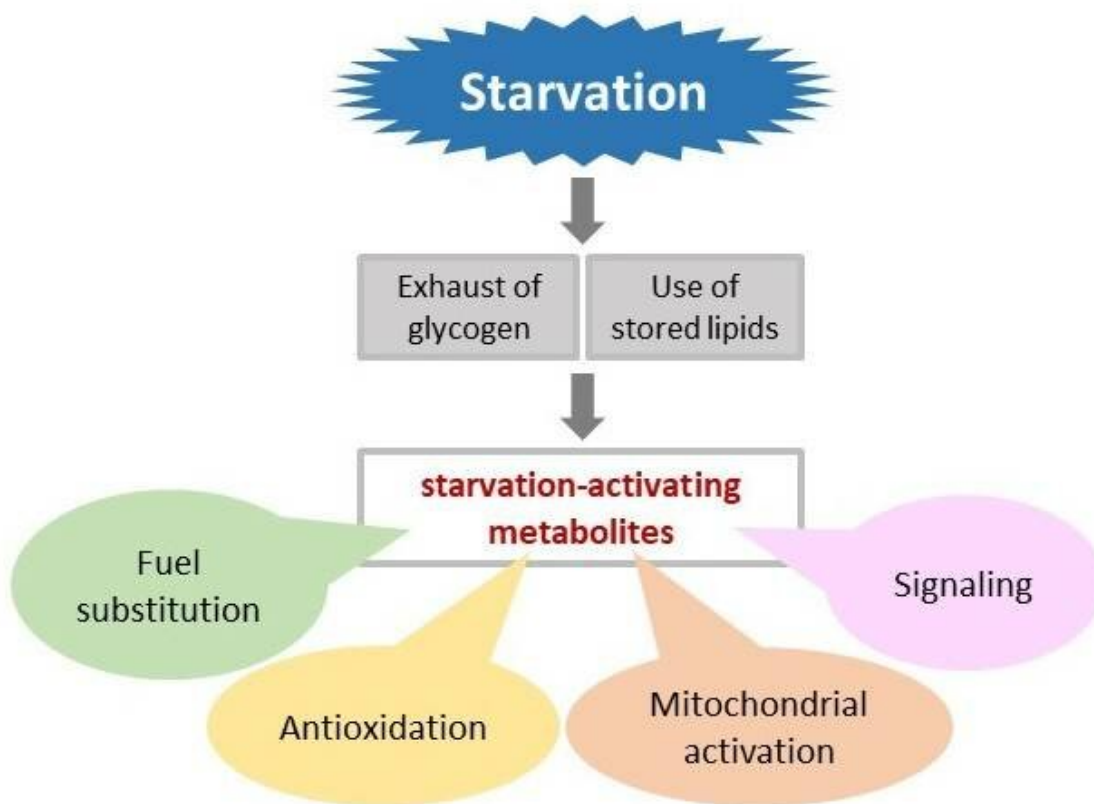 Starvation
Exhaust of
glycogen
Use of
stored lipids
starvation-activating
metabolites
Fuel
substitution
Antioxidation
Mitochondrial
activation
Signaling